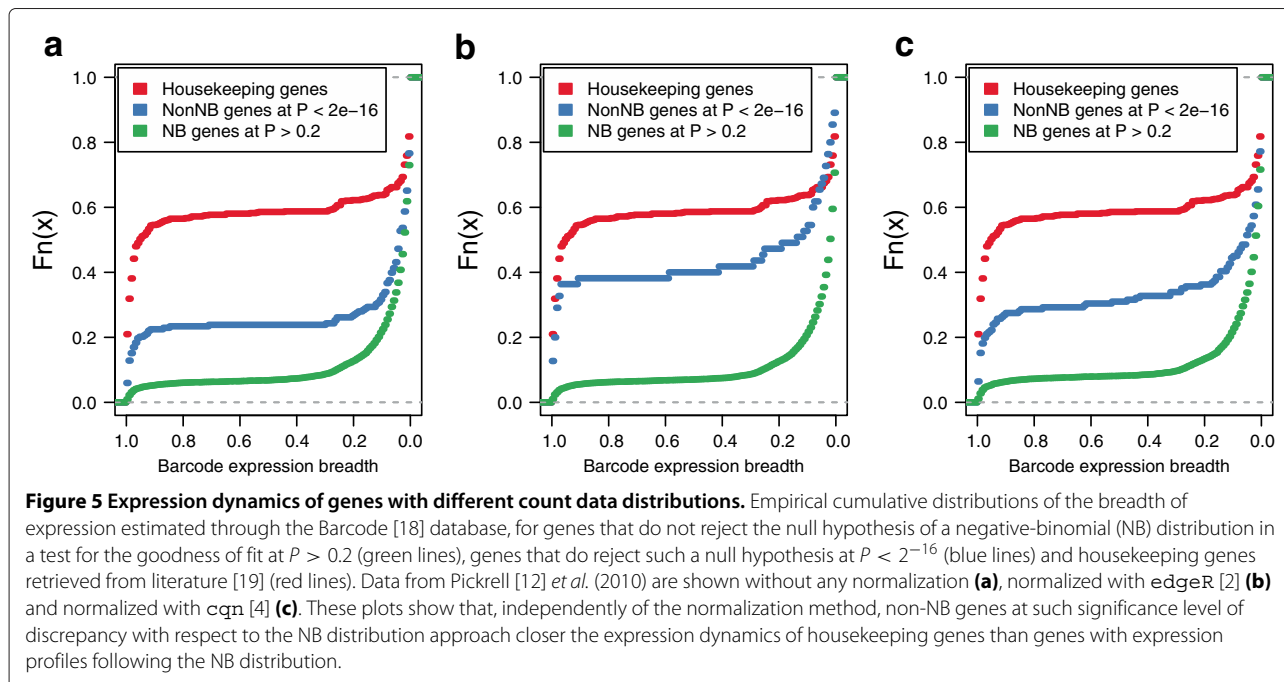 a
1.0
0.8
0.6
0.4
0.2
0.0
Fn(x)
Housekeeping genes
NonNB genes at P < 2e−16
NB genes at P > 0.2
1.0 0.8 0.6 0.4 0.2 0.0
Barcode expression breadth
b
1.0
0.8
0.6
0.4
0.2
0.0
Fn(x)
Housekeeping genes
NonNB genes at P < 2e−16
NB genes at P > 0.2
1.0 0.8 0.6 0.4 0.2 0.0
Barcode expression breadth
c
1.0
0.8
0.6
0.4
0.2
0.0
Fn(x)
Housekeeping genes
NonNB genes at P < 2e−16
NB genes at P > 0.2
1.0 0.8 0.6 0.4 0.2 0.0
Barcode expression breadth
Figure 5 Expression dynamics of genes with different count data distributions. Empirical cumulative distributions of the breadth of
expression estimated through the Barcode [18] database, for genes that do not reject the null hypothesis of a negative-binomial (NB) distribution in
a test for the goodness of fit at P > 0.2 (green lines), genes that do reject such a null hypothesis at P < 2⁻¹⁶ (blue lines) and housekeeping genes
retrieved from literature [19] (red lines). Data from Pickrell [12] et al. (2010) are shown without any normalization (a), normalized with edgeR [2] (b)
and normalized with cqn [4] (c). These plots show that, independently of the normalization method, non-NB genes at such significance level of
discrepancy with respect to the NB distribution approach closer the expression dynamics of housekeeping genes than genes with expression
profiles following the NB distribution.